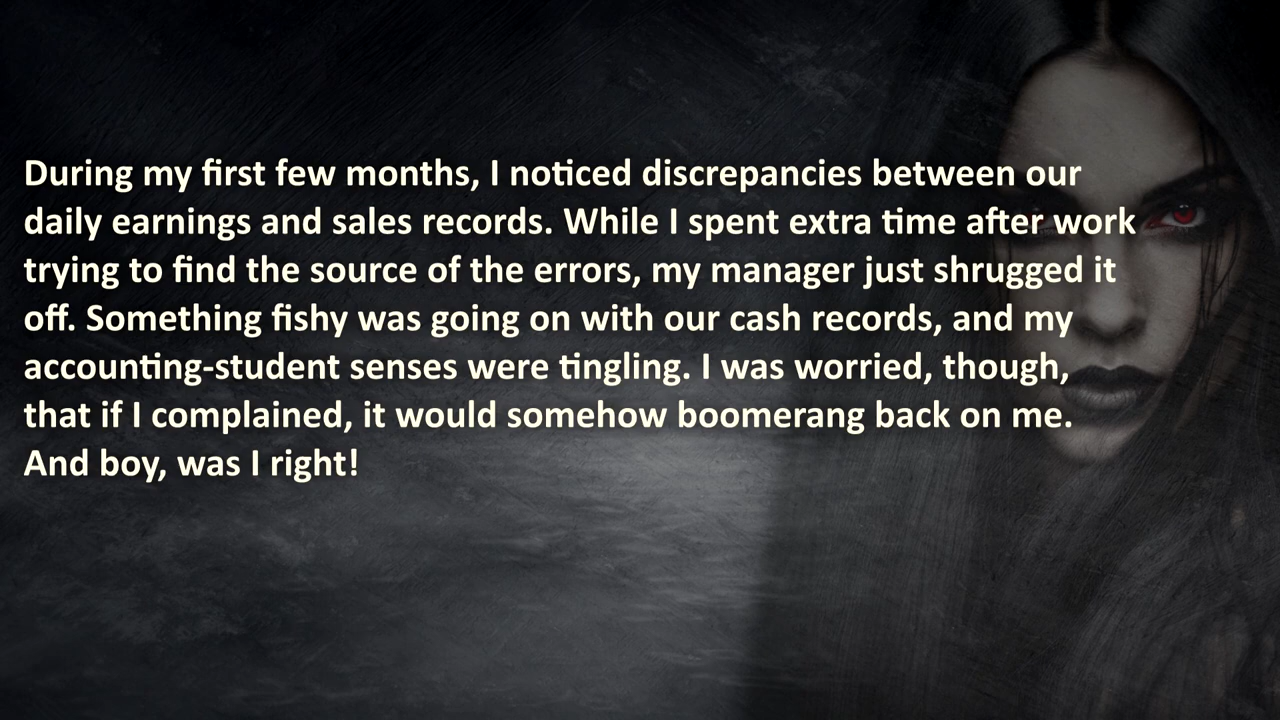 During my first few months, I noticed discrepancies between our
daily earnings and sales records. While I spent extra time after work
trying to find the source of the errors, my manager just shrugged it
off. Something fishy was going on with our cash records, and my
accounting-student senses were tingling. I was worried, though,
that if I complained, it would somehow boomerang back on me.
And boy, was I right!